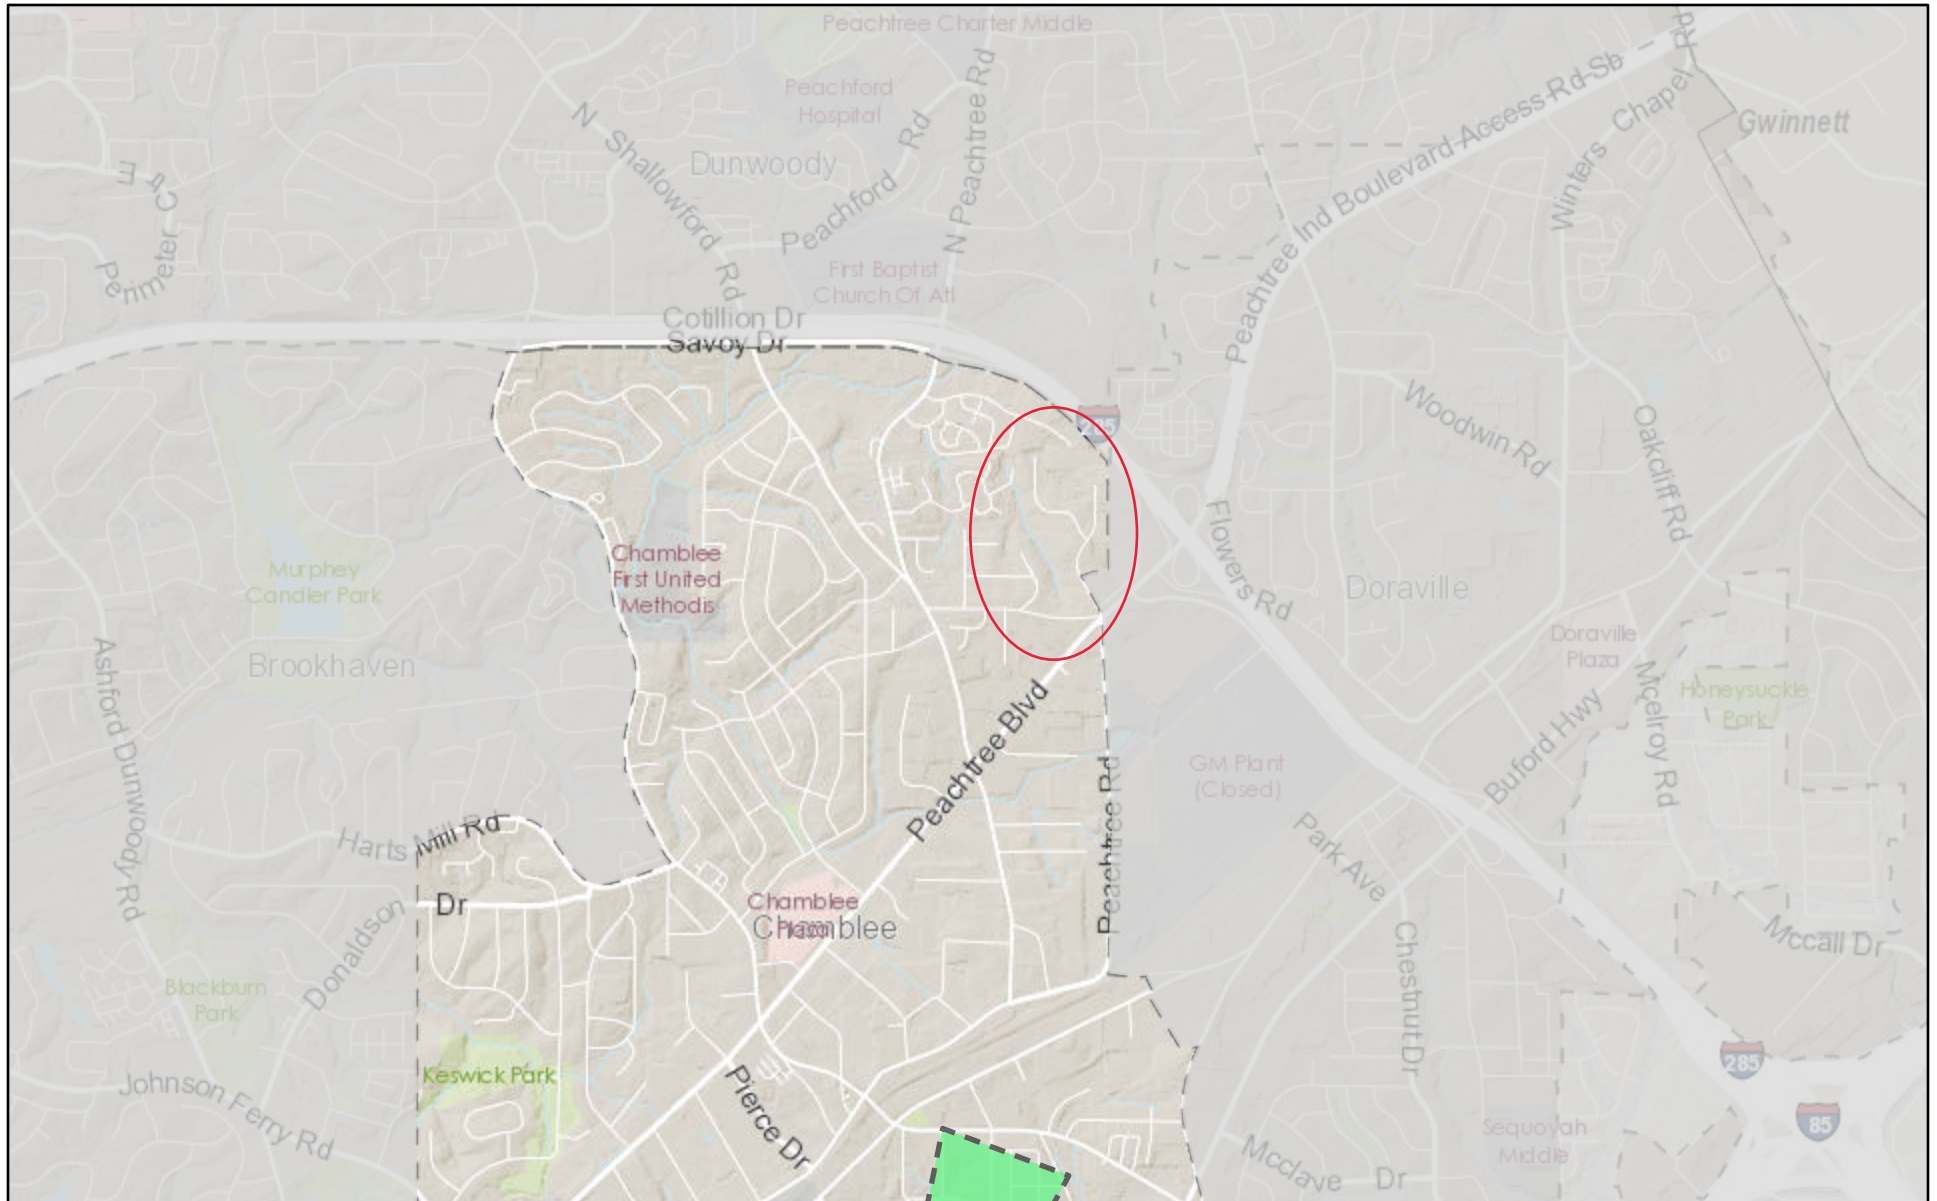 Peachtree Charter Middle
Peachford
Hospital
N Peachtree Rd
Peachtree Ind Boulevard Access Rd Sb
Winters Chapel Rd
Gwinnett
N Shallowford Rd
Dunwoody
Peachford Rd
E
Perimeter Ctr
First Baptist
Church Of Atl
Cotillion Dr
Savoy Dr
285
Woodwin Rd
Oakcliff Rd
Flowers Rd
Chamblee
First United
Methodis
Murphey
Candler Park
Doraville
Brookhaven
Doraville
Plaza
Ashford Dunwoody Rd
Mcelroy Rd
Honeysuckle
Park
Peachtree Blvd
Buford Hwy
GM Plant
(Closed)
Peachtree Rd
Peachtree Rd
Harts Mill Rd
Park Ave
Dr
Donaldson
Chamblee
Plaza
Chamblee
Mccall Dr
Chestnut Dr
Blackburn
Park
285
Keswick Park
Johnson Ferry Rd
Pierce Dr
85
Sequoyah
Middle
Mcclave Dr